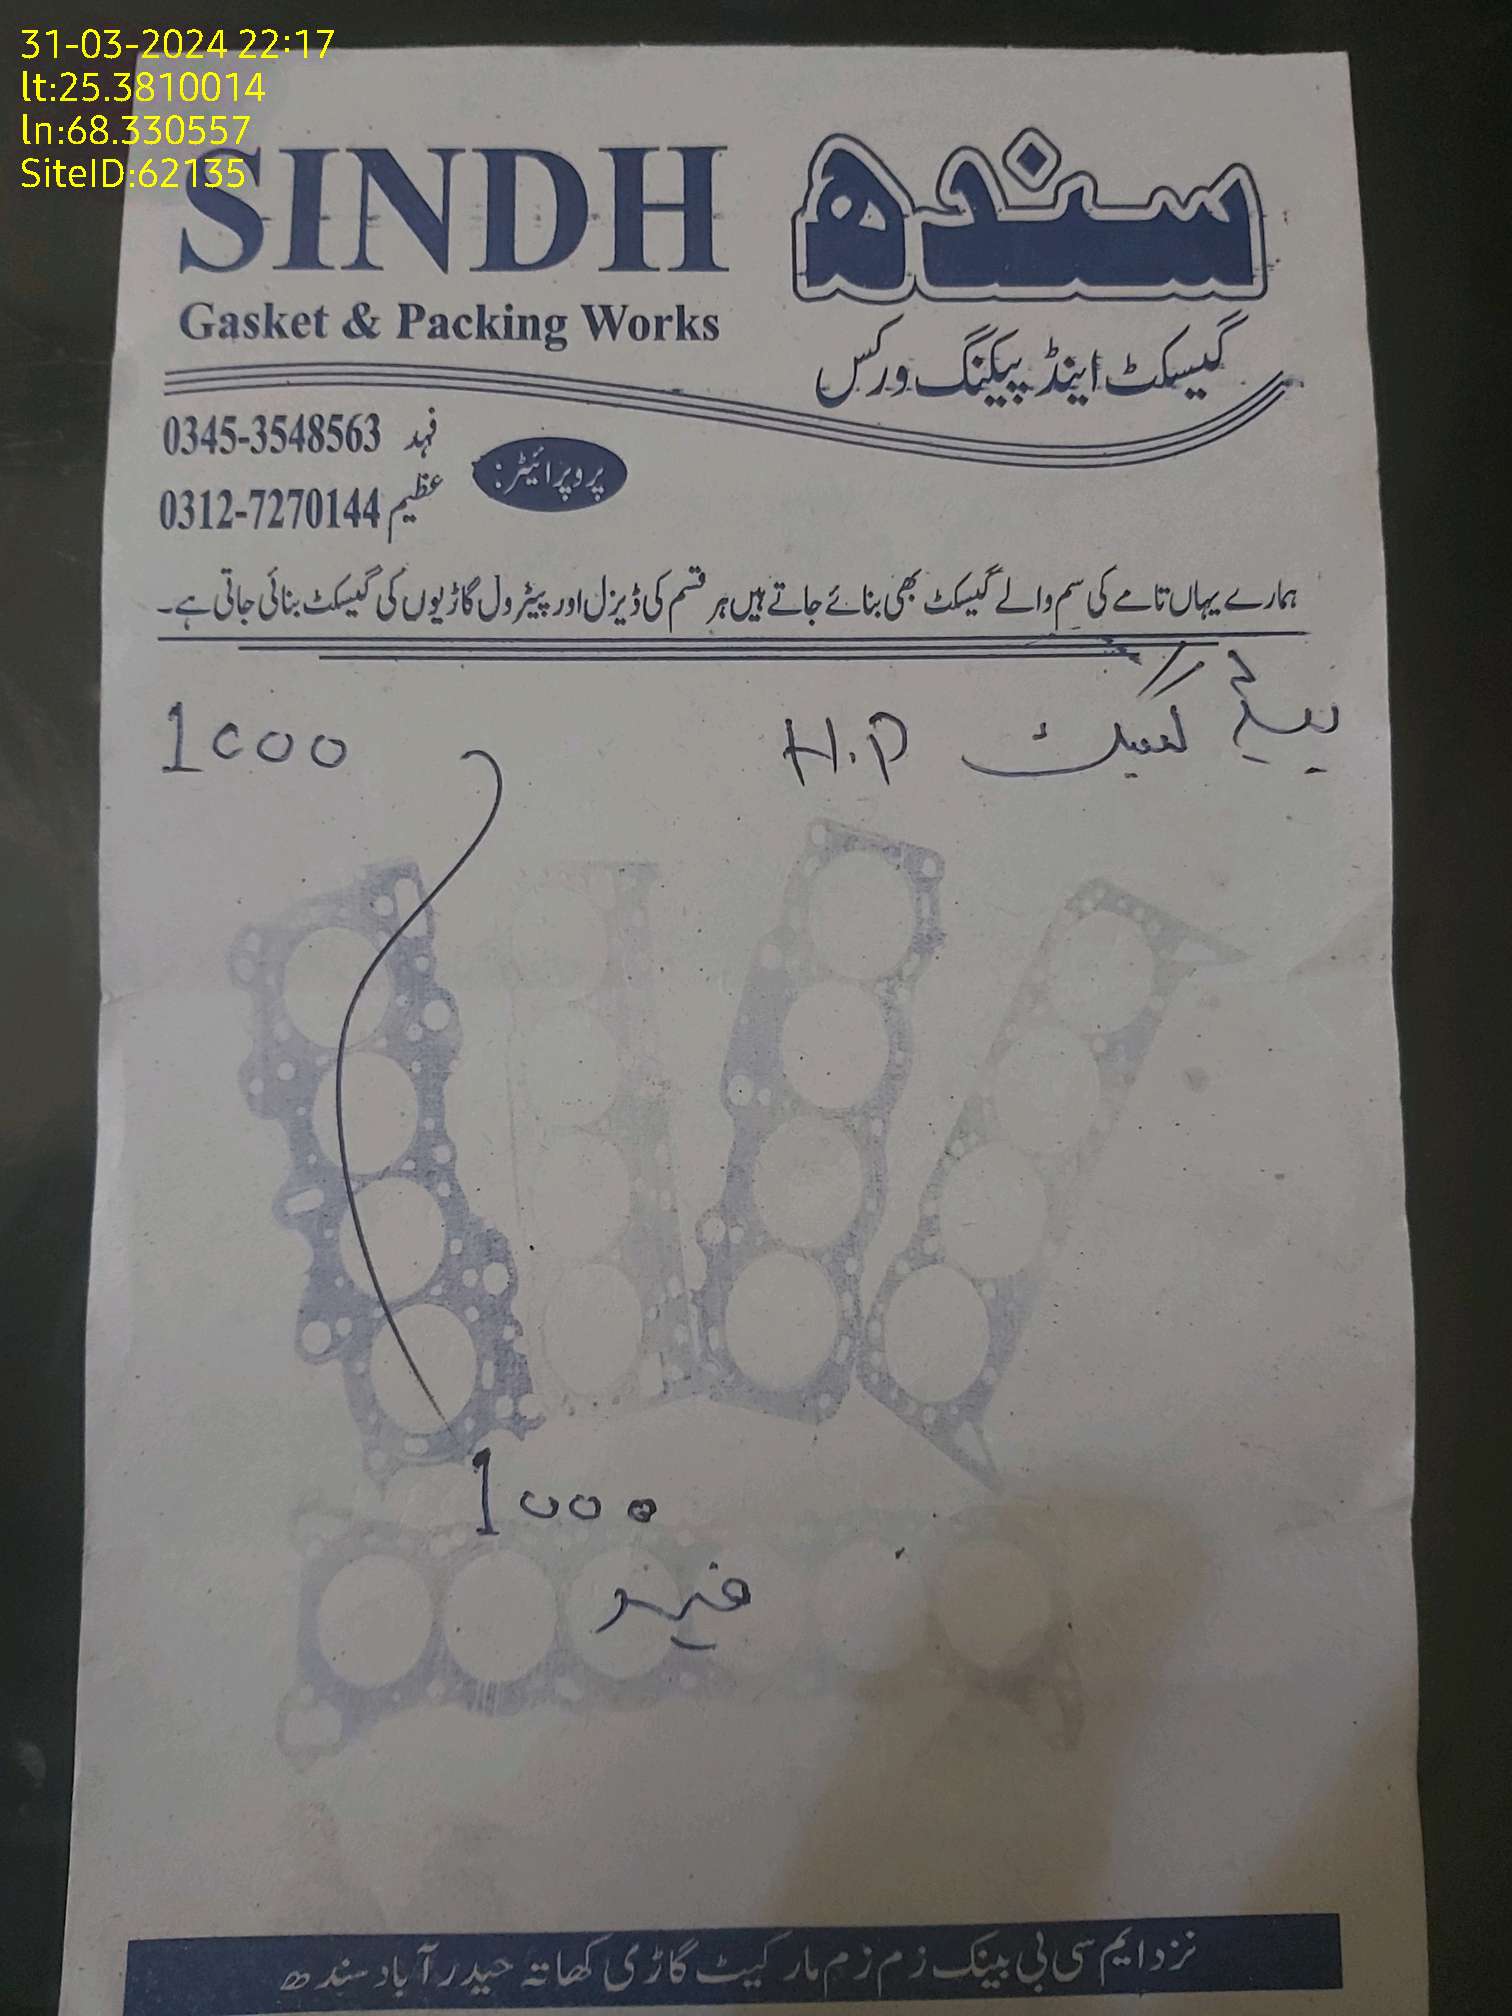 31-03-2024 22:17
lt:25.3810014
ln:68.330557
SiteID:62135
SINDH سندھ
Gasket & Packing Works
گیسکٹ اینڈ پیکنگ ورکس
پروپرائیٹر:
فہد 0345-3548563
عظیم 0312-7270144
ہمارے یہاں تامے کی سِم والے گیسکٹ بھی بنائے جاتے ہیں ہر قسم کی ڈیزل اور پیٹرول گاڑیوں کی گیسکٹ بنائی جاتی ہے۔
H.P 1000
1000
فہد
نزد ایم سی بی بینک زم زم مارکیٹ گاڑی کھاتہ حیدرآباد سندھ